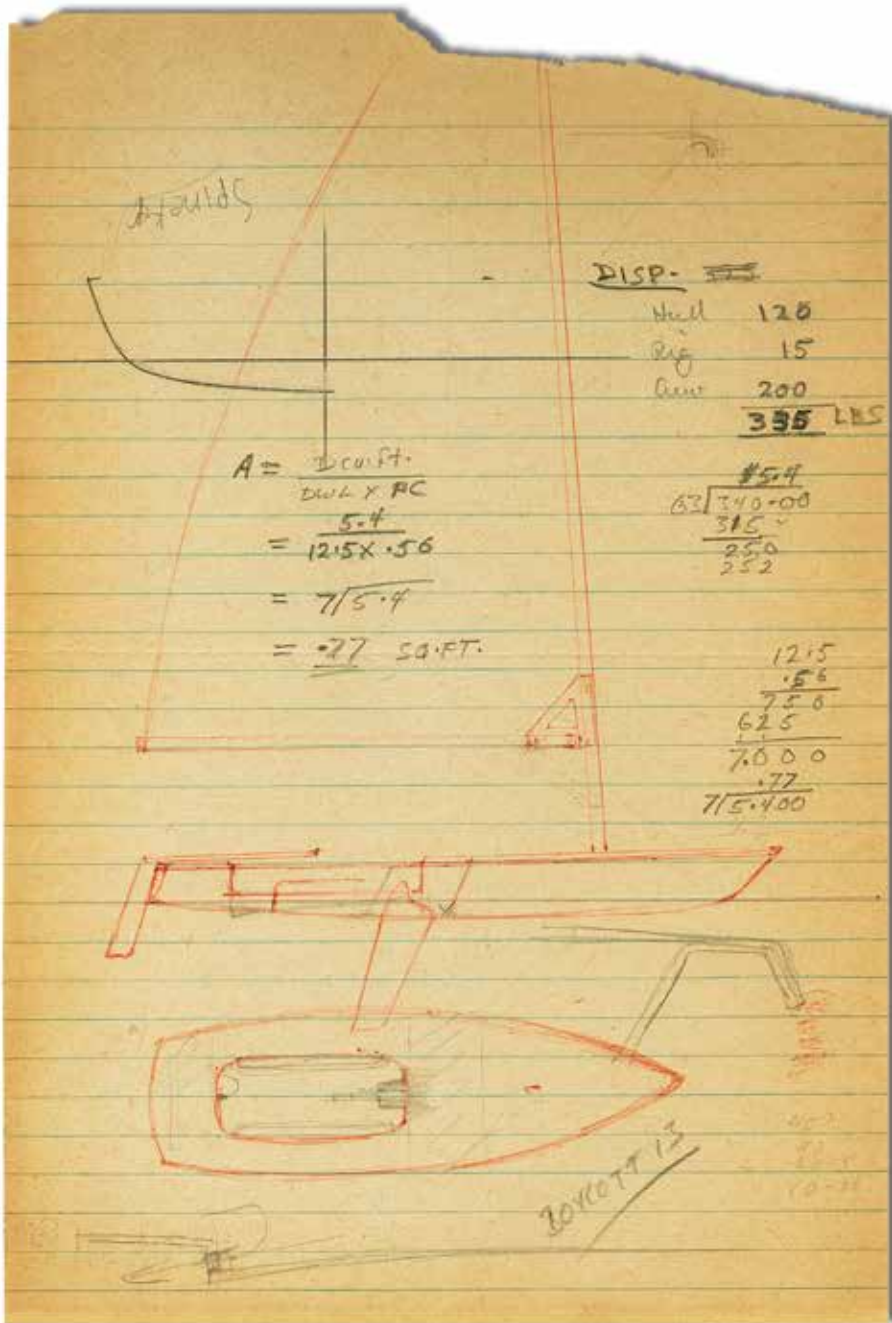 DISP.
Hull 120
Rig 15
Crew 200
335 LBS
A = D cu.ft.
DWL X PC
= 5.4
12.5 X .56
= 7/5.4
= .77 SQ.FT.
5.4
63/340.00
315
250
252
12.5
.56
750
625
7.000
.77
7/5.400
BOYCOTT 13